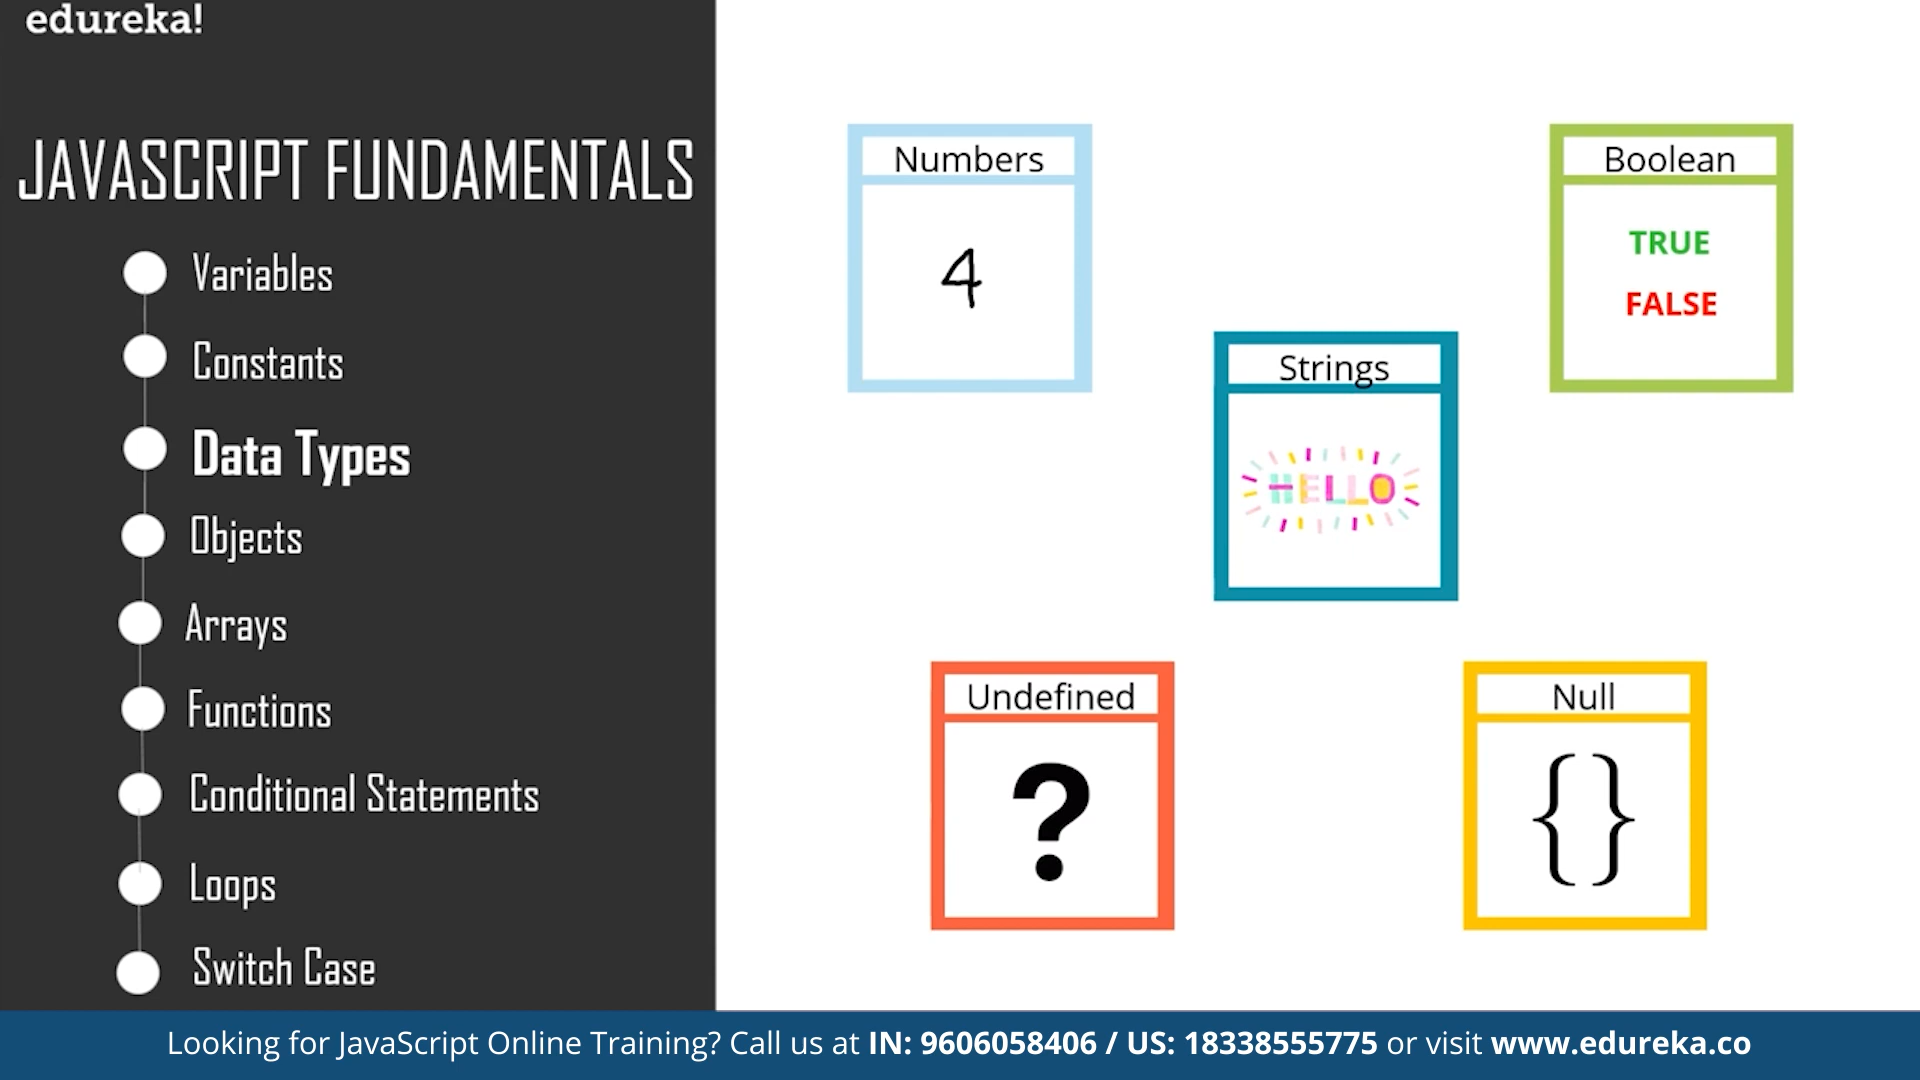 edureka!
JAVASCRIPT FUNDAMENTALS
Variables
Constants
Data Types
Objects
Arrays
Functions
Conditional Statements
Loops
Switch Case
Numbers
4
Boolean
TRUE
FALSE
Strings
HELLO
Undefined
?
Null
{}
Looking for JavaScript Online Training? Call us at IN: 9606058406 / US: 18338555775 or visit www.edureka.co